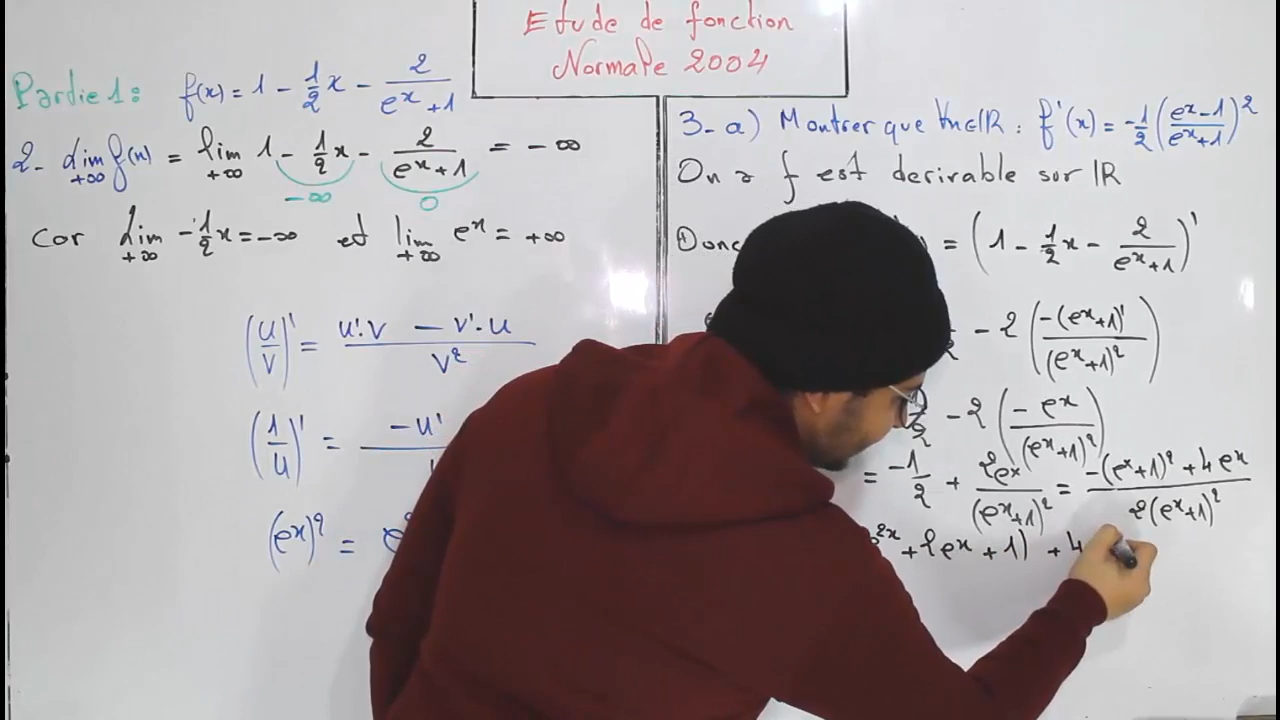 Etude de fonction
Normale 2004
Partie 1: f(x) = 1 - 1/2 x - 2/(e^x + 1)
2- lim f(x) = lim 1 - 1/2 x - 2/(e^x + 1) = -∞
+∞ +∞
-∞ 0
Car lim -1/2 x = -∞ et lim e^x = +∞
+∞ +∞
(u/v)' = (u'.v - v'.u)/v²
(1/u)' = -u'/
(e^x)² = e
3- a) Montrer que ∀x∈IR : f'(x) = -1/2 ((e^x - 1)/(e^x + 1))²
On a f est derivable sur IR
Donc = (1 - 1/2 x - 2/(e^x + 1))'
- 2 (-(e^x + 1)'/(e^x + 1)²)
- 2 (-e^x/(e^x + 1)²)
= -1/2 + 2e^x/(e^x + 1)² = (-(e^x + 1)² + 4e^x)/(2(e^x + 1)²)
2x + 2e^x + 1) + 4